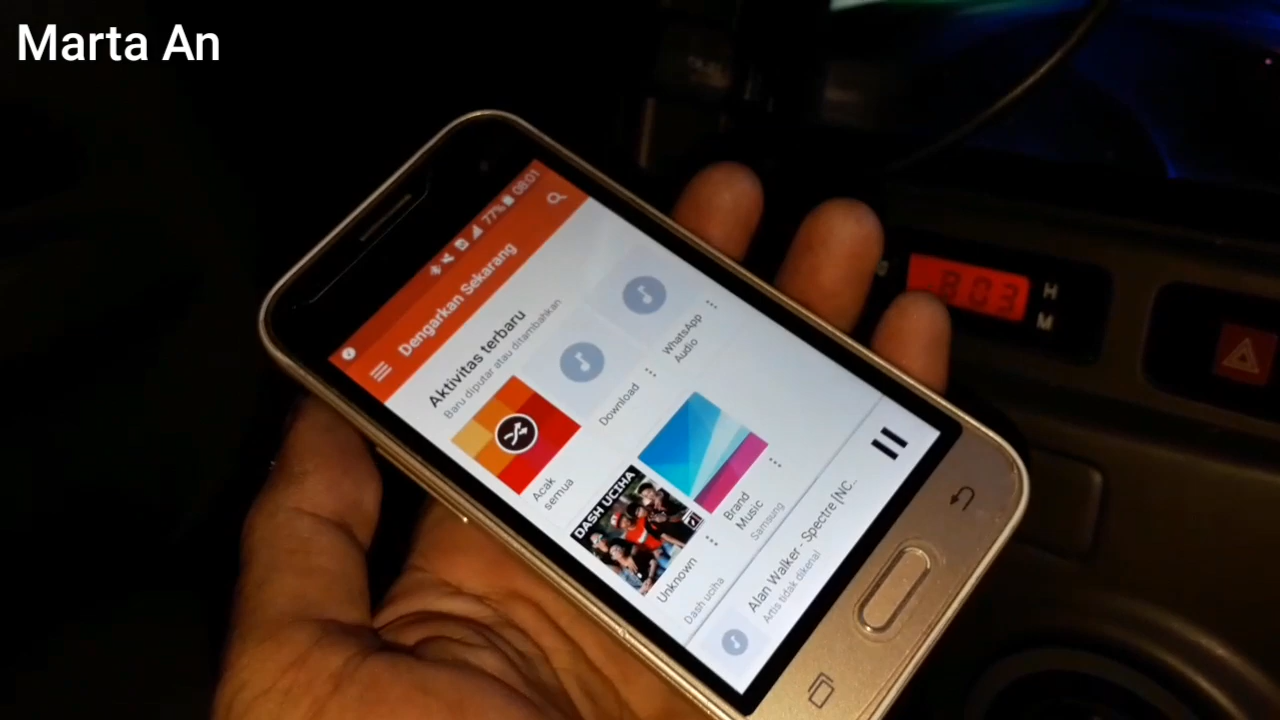 Marta An
77% 08.01
Dengarkan Sekarang
Aktivitas terbaru
Baru diputar atau ditambahkan
Acak
semua
Download
WhatsApp
Audio
DASH UCIHA
Unknown
Dash uciha
Brand
Music
Samsung
Alan Walker - Spectre [NC..
Artis tidak dikenal
803
H
M